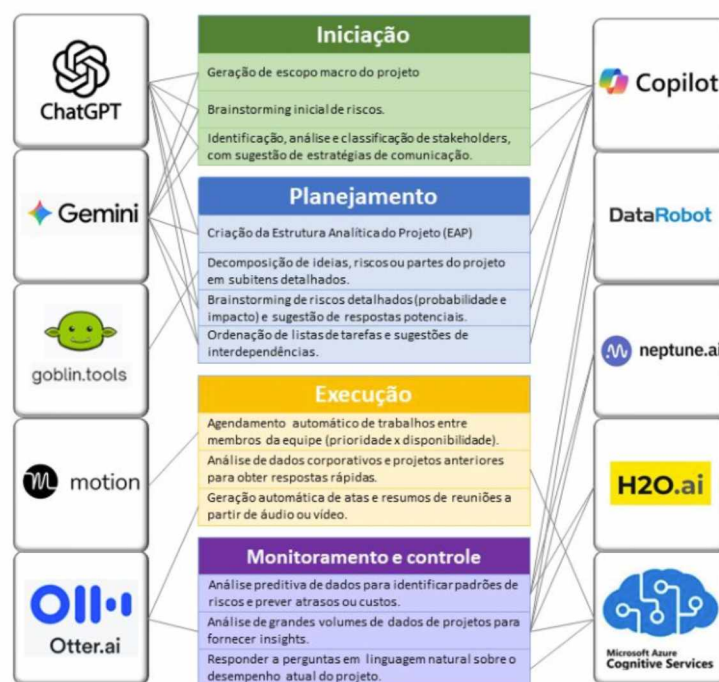 ChatGPT
Gemini
goblin.tools
motion
Otter.ai
Iniciação
Geração de escopo macro do projeto
Brainstorming inicial de riscos.
Identificação, análise e classificação de stakeholders,
com sugestão de estratégias de comunicação.
Planejamento
Criação da Estrutura Analítica do Projeto (EAP)
Decomposição de ideias, riscos ou partes do projeto
em subitens detalhados.
Brainstorming de riscos detalhados (probabilidade e
impacto) e sugestão de respostas potenciais.
Ordenação de listas de tarefas e sugestões de
interdependências.
Execução
Agendamento automático de trabalhos entre
membros da equipe (prioridade x disponibilidade).
Análise de dados corporativos e projetos anteriores
para obter respostas rápidas.
Geração automática de atas e resumos de reuniões a
partir de áudio ou vídeo.
Monitoramento e controle
Análise preditiva de dados para identificar padrões de
riscos e prever atrasos ou custos.
Análise de grandes volumes de dados de projetos para
fornecer insights.
Responder a perguntas em linguagem natural sobre o
desempenho atual do projeto.
Copilot
DataRobot
neptune.ai
H2O.ai
Microsoft Azure
Cognitive Services